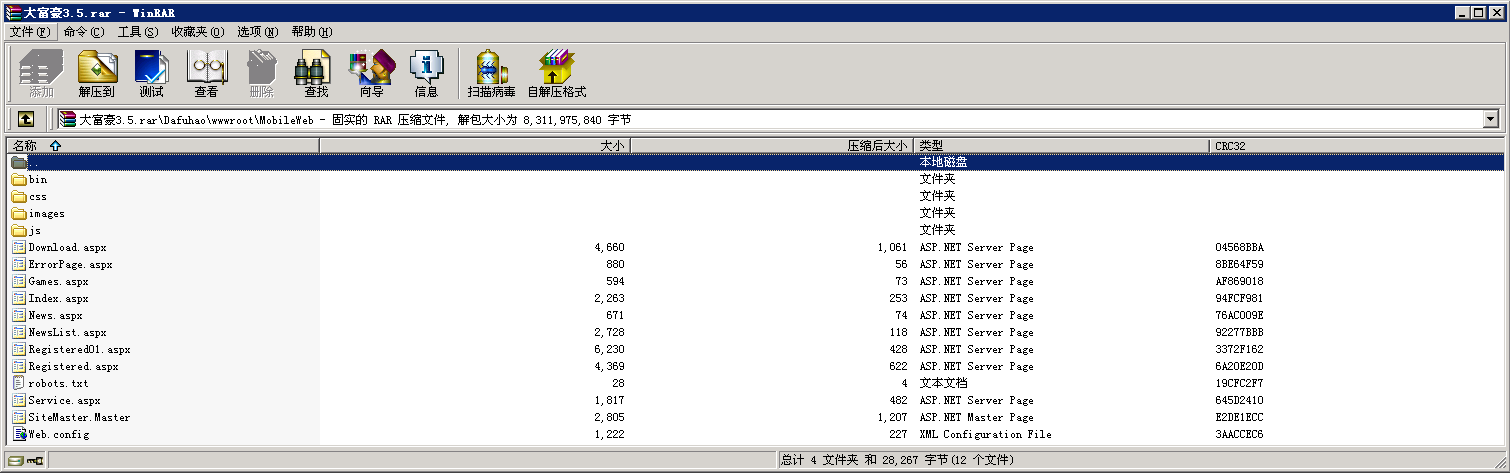 大富豪3.5.rar - WinRAR
文件(F) 命令(C) 工具(S) 收藏夹(O) 选项(N) 帮助(H)
添加 解压到 测试 查看 删除 查找 向导 信息 扫描病毒 自解压格式
大富豪3.5.rar\Dafuhao\wwwroot\MobileWeb - 固实的 RAR 压缩文件, 解包大小为 8,311,975,840 字节
名称 大小 压缩后大小 类型 CRC32
.. 本地磁盘
bin 文件夹
css 文件夹
images 文件夹
js 文件夹
Download.aspx 4,660 1,061 ASP.NET Server Page 04568BBA
ErrorPage.aspx 880 56 ASP.NET Server Page 8BE64F59
Games.aspx 594 73 ASP.NET Server Page AF869018
Index.aspx 2,263 253 ASP.NET Server Page 94FCF981
News.aspx 671 74 ASP.NET Server Page 76AC009E
NewsList.aspx 2,728 118 ASP.NET Server Page 92277BBB
Registered01.aspx 6,230 428 ASP.NET Server Page 3372F162
Registered.aspx 4,369 622 ASP.NET Server Page 6A20E20D
robots.txt 28 4 文本文档 19CFC2F7
Service.aspx 1,817 482 ASP.NET Server Page 645D2410
SiteMaster.Master 2,805 1,207 ASP.NET Master Page E2DE1ECC
Web.config 1,222 227 XML Configuration File 3AACCEC6
总计 4 文件夹 和 28,267 字节(12 个文件)